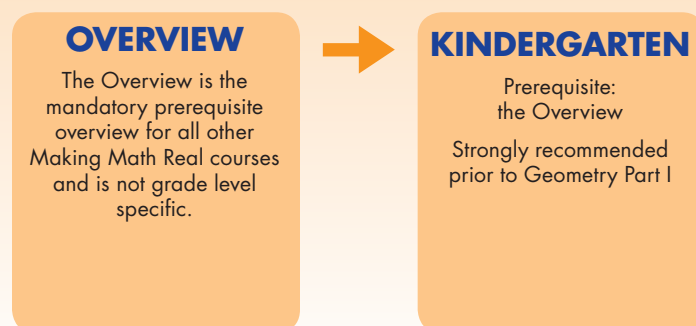 OVERVIEW
The Overview is the
mandatory prerequisite
overview for all other
Making Math Real courses
and is not grade level
specific.
KINDERGARTEN
Prerequisite:
the Overview
Strongly recommended
prior to Geometry Part I